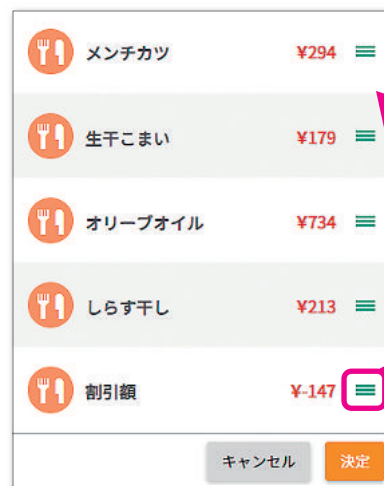 メンチカツ ¥294
生干こまい ¥179
オリーブオイル ¥734
しらす干し ¥213
割引額 ¥-147
キャンセル 決定